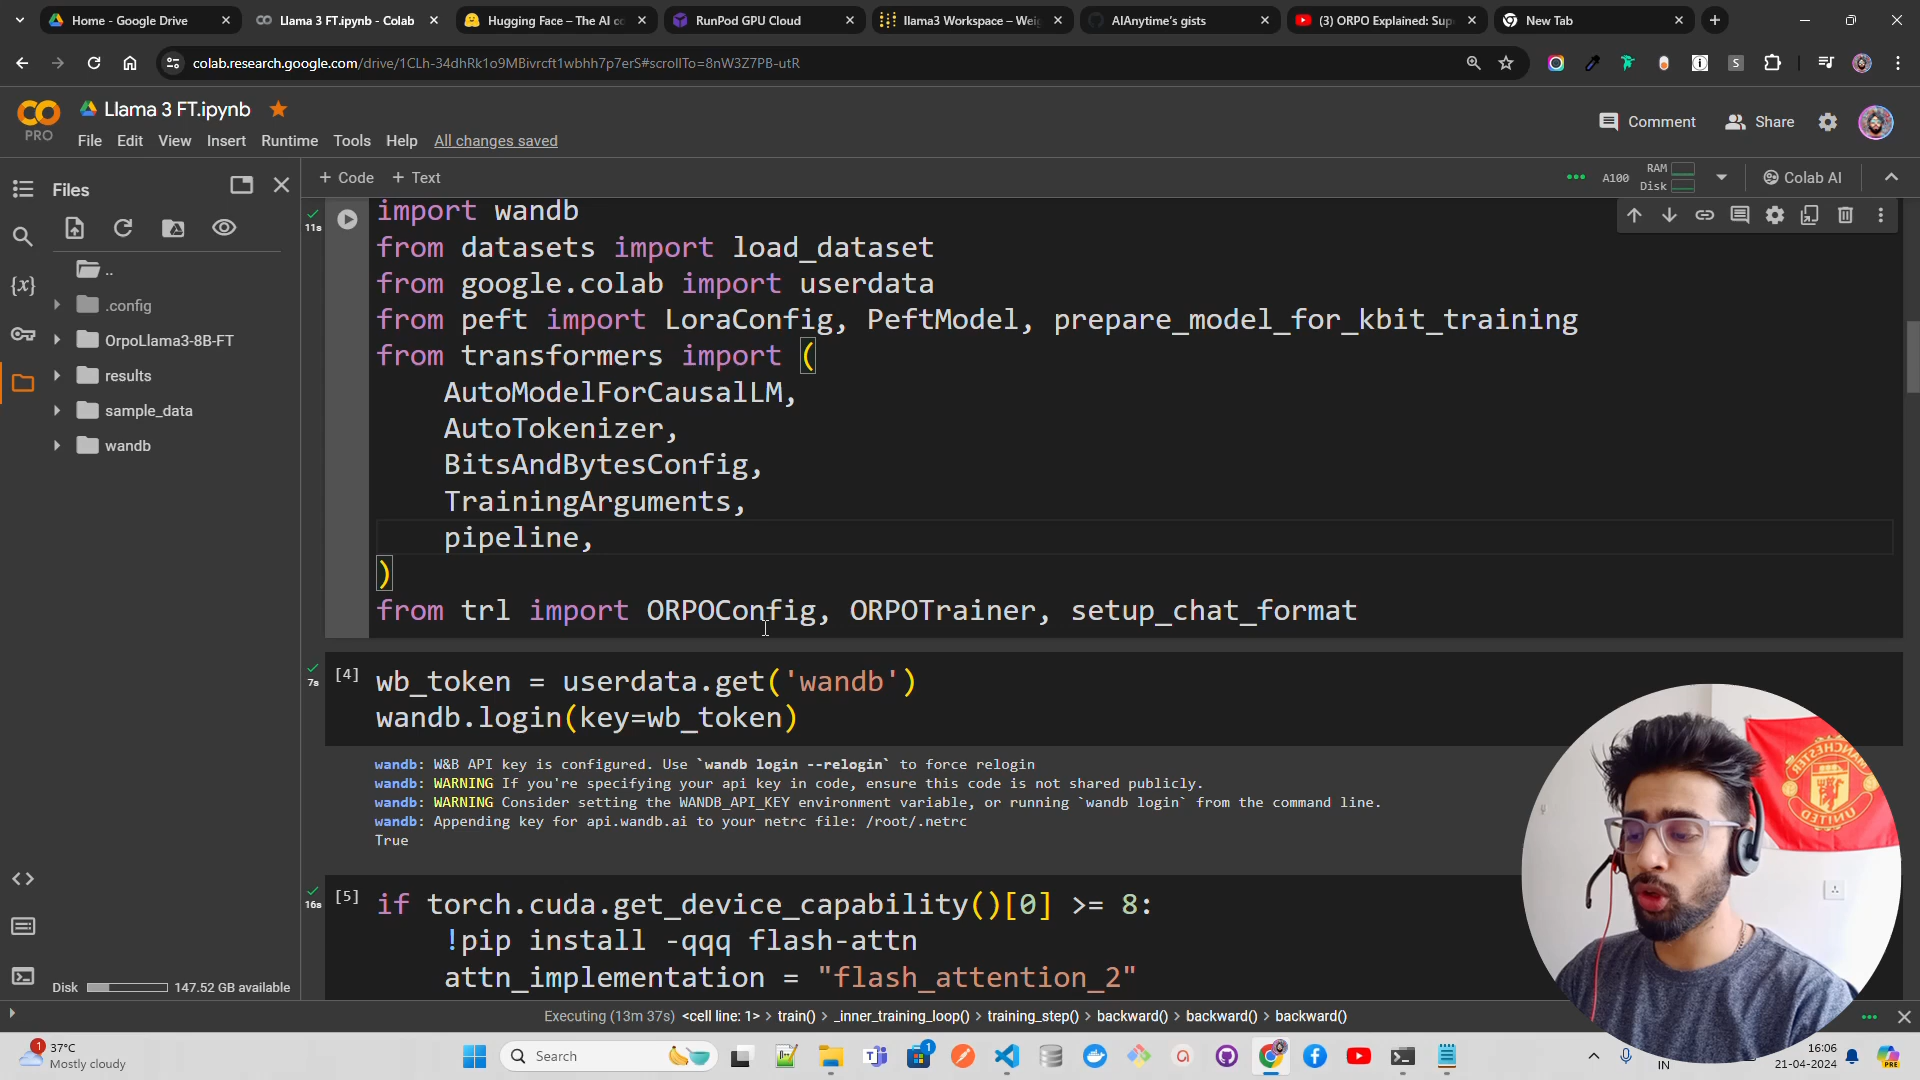 Home - Google Drive
Llama 3 FT.ipynb - Colab
Hugging Face – The AI co
RunPod GPU Cloud
llama3 Workspace – Weig
AIAnytime's gists
(3) ORPO Explained: Sup
New Tab
colab.research.google.com/drive/1CLh-34dhRk1o9MBivrcft1wbhh7p7erS#scrollTo=8nW3Z7PB-utR
PRO
Llama 3 FT.ipynb
File Edit View Insert Runtime Tools Help All changes saved
Comment
Share
Files
+ Code + Text
A100
RAM
Disk
Colab AI
..
.config
OrpoLlama3-8B-FT
results
sample_data
wandb
{x}
11s
import wandb
from datasets import load_dataset
from google.colab import userdata
from peft import LoraConfig, PeftModel, prepare_model_for_kbit_training
from transformers import (
AutoModelForCausalLM,
AutoTokenizer,
BitsAndBytesConfig,
TrainingArguments,
pipeline,
)
from trl import ORPOConfig, ORPOTrainer, setup_chat_format
7s
[4]
wb_token = userdata.get('wandb')
wandb.login(key=wb_token)
wandb: W&B API key is configured. Use `wandb login --relogin` to force relogin
wandb: WARNING If you're specifying your api key in code, ensure this code is not shared publicly.
wandb: WARNING Consider setting the WANDB_API_KEY environment variable, or running `wandb login` from the command line.
wandb: Appending key for api.wandb.ai to your netrc file: /root/.netrc
True
16s
[5]
if torch.cuda.get_device_capability()[0] >= 8:
!pip install -qqq flash-attn
attn_implementation = "flash_attention_2"
Disk 147.52 GB available
Executing (13m 37s) <cell line: 1> > train() > _inner_training_loop() > training_step() > backward() > backward() > backward()
MANCHESTER
UNITED
1
37°C
Mostly cloudy
Search
1
IN
16:06
21-04-2024
PRE